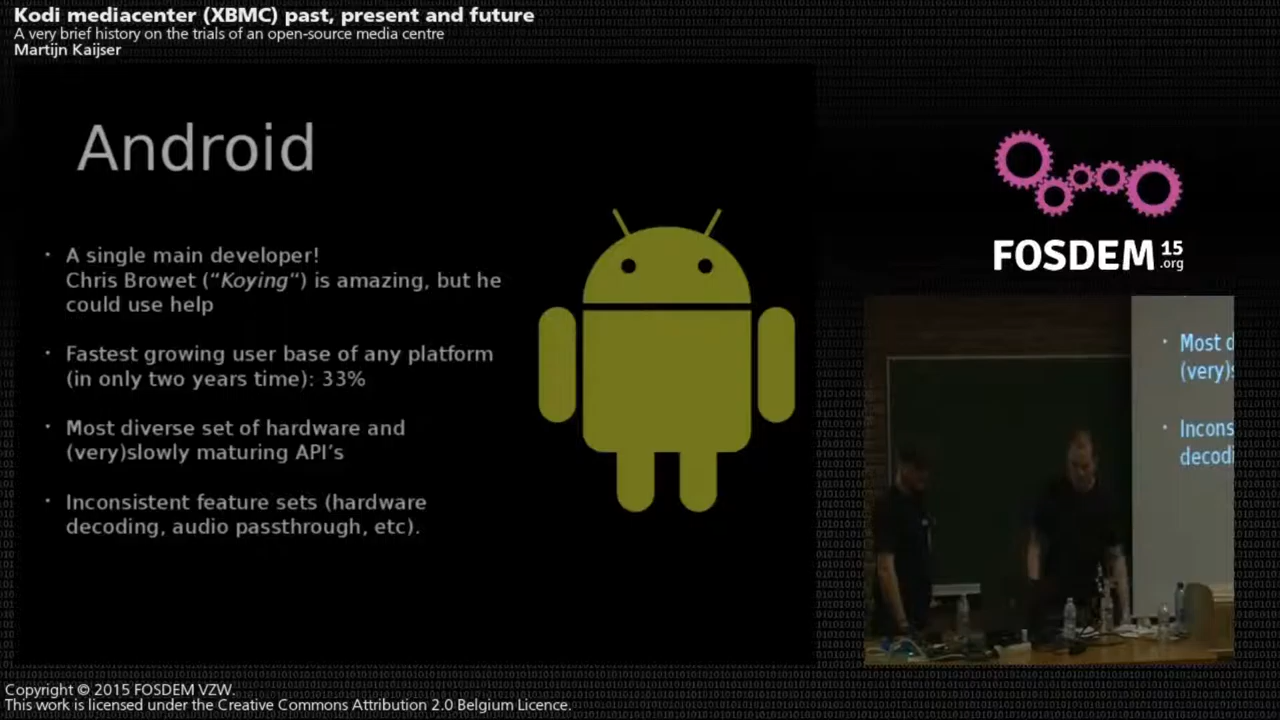 Kodi mediacenter (XBMC) past, present and future
A very brief history on the trials of an open-source media centre
Martijn Kaijser
Android
· A single main developer!
Chris Browet (“Koying“) is amazing, but he
could use help
· Fastest growing user base of any platform
(in only two years time): 33%
· Most diverse set of hardware and
(very)slowly maturing API’s
· Inconsistent feature sets (hardware
decoding, audio passthrough, etc).
FOSDEM 15
.org
· Most d
(very)s
· Incons
decodi
Copyright © 2015 FOSDEM VZW.
This work is licensed under the Creative Commons Attribution 2.0 Belgium Licence.